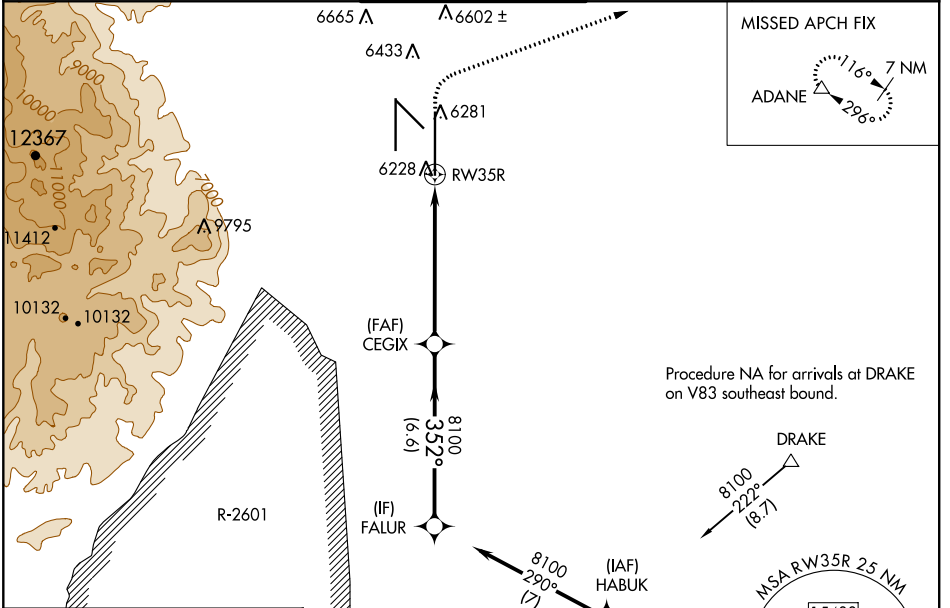 6665
6602 ±
6433
6281
6228
RW35R
9000
10000
12367
11000
7000
9795
11412
10132
10132
MISSED APCH FIX
ADANE
116°
7 NM
296°
(FAF)
CEGIX
8100
352°
(6.6)
(IF)
FALUR
R-2601
Procedure NA for arrivals at DRAKE
on V83 southeast bound.
DRAKE
8100
222°
(8.7)
8100
290°
(7)
(IAF)
HABUK
MSA RW35R 25 NM